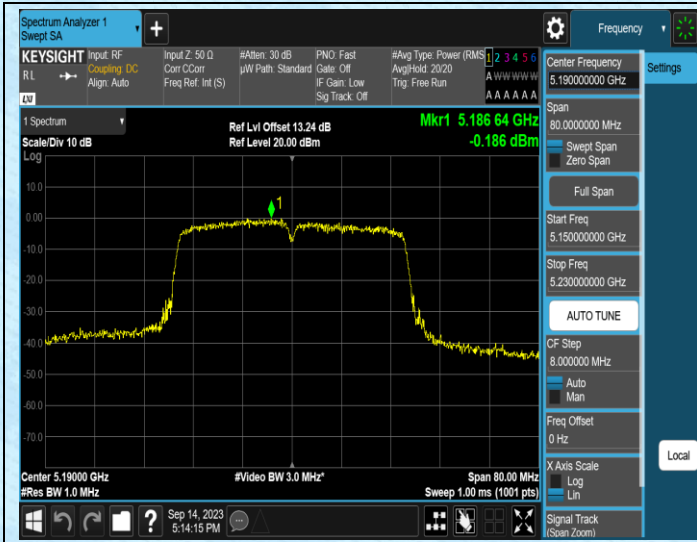 Spectrum Analyzer 1
Swept SA
Frequency
KEYSIGHT
RL
LXI
Input: RF
Coupling: DC
Align: Auto
Input Z: 50 Ω
Corr CCorr
Freq Ref: Int (S)
#Atten: 30 dB
µW Path: Standard
PNO: Fast
Gate: Off
IF Gain: Low
Sig Track: Off
#Avg Type: Power (RMS
Avg|Hold: 20/20
Trig: Free Run
1 2 3 4 5 6
A W W W W W
A A A A A A
1 Spectrum
Scale/Div 10 dB
Log
Ref Lvl Offset 13.24 dB
Ref Level 20.00 dBm
Mkr1 5.186 64 GHz
-0.186 dBm
1
10.0
0.00
-10.0
-20.0
-30.0
-40.0
-50.0
-60.0
-70.0
Center 5.19000 GHz
#Res BW 1.0 MHz
#Video BW 3.0 MHz*
Span 80.00 MHz
Sweep 1.00 ms (1001 pts)
?
Sep 14, 2023
5:14:15 PM
Center Frequency
5.190000000 GHz
Span
80.0000000 MHz
Swept Span
Zero Span
Full Span
Start Freq
5.150000000 GHz
Stop Freq
5.230000000 GHz
AUTO TUNE
CF Step
8.000000 MHz
Auto
Man
Freq Offset
0 Hz
X Axis Scale
Log
Lin
Signal Track
(Span Zoom)
Settings
Local